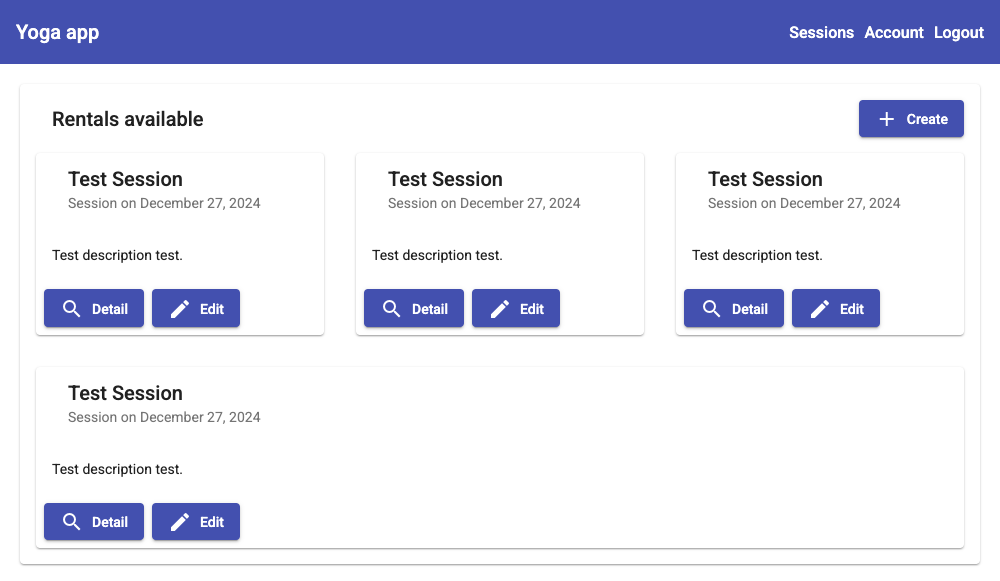 Yoga app
Sessions Account Logout
Rentals available
Create
Test Session
Session on December 27, 2024
Test description test.
Detail Edit
Test Session
Session on December 27, 2024
Test description test.
Detail Edit
Test Session
Session on December 27, 2024
Test description test.
Detail Edit
Test Session
Session on December 27, 2024
Test description test.
Detail Edit